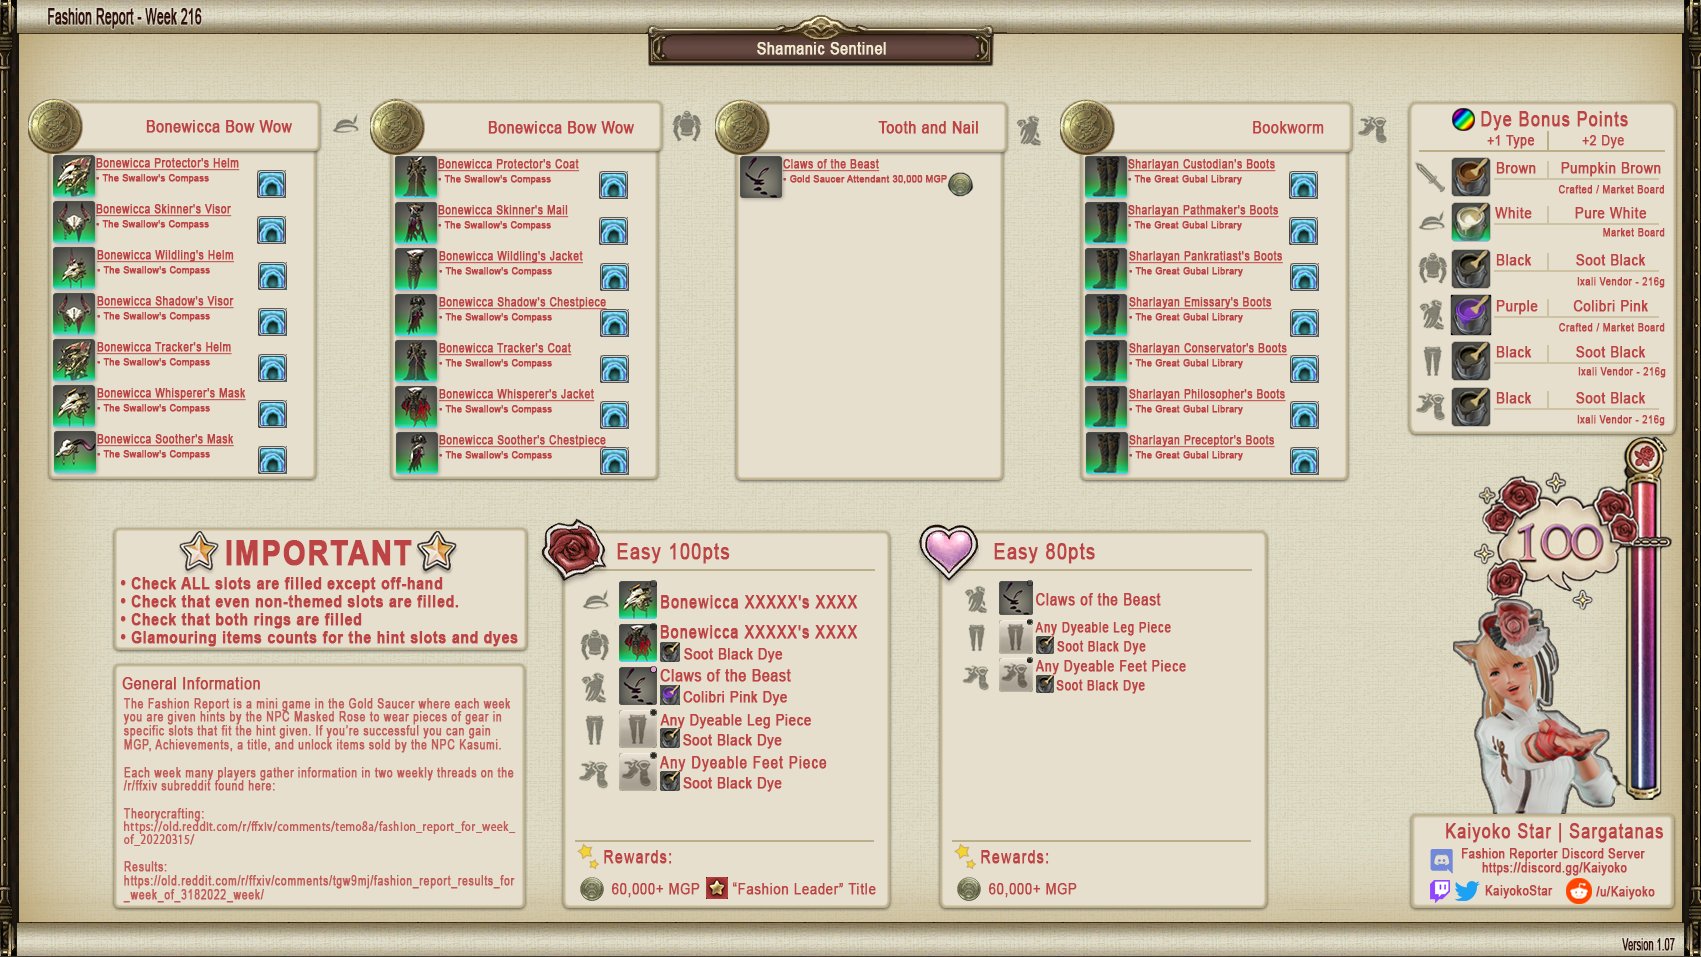 Fashion Report - Week 216
Shamanic Sentinel
Bonewicca Bow Wow
Bonewicca Protector's Helm
• The Swallow's Compass
Bonewicca Skinner's Visor
• The Swallow's Compass
Bonewicca Wildling's Helm
• The Swallow's Compass
Bonewicca Shadow's Visor
• The Swallow's Compass
Bonewicca Tracker's Helm
• The Swallow's Compass
Bonewicca Whisperer's Mask
• The Swallow's Compass
Bonewicca Soother's Mask
• The Swallow's Compass
Bonewicca Bow Wow
Bonewicca Protector's Coat
• The Swallow's Compass
Bonewicca Skinner's Mail
• The Swallow's Compass
Bonewicca Wildling's Jacket
• The Swallow's Compass
Bonewicca Shadow's Chestpiece
• The Swallow's Compass
Bonewicca Tracker's Coat
• The Swallow's Compass
Bonewicca Whisperer's Jacket
• The Swallow's Compass
Bonewicca Soother's Chestpiece
• The Swallow's Compass
Tooth and Nail
Claws of the Beast
• Gold Saucer Attendant 30,000 MGP
Bookworm
Sharlayan Custodian's Boots
• The Great Gubal Library
Sharlayan Pathmaker's Boots
• The Great Gubal Library
Sharlayan Pankratiast's Boots
• The Great Gubal Library
Sharlayan Emissary's Boots
• The Great Gubal Library
Sharlayan Conservator's Boots
• The Great Gubal Library
Sharlayan Philosopher's Boots
• The Great Gubal Library
Sharlayan Preceptor's Boots
• The Great Gubal Library
Dye Bonus Points
+1 Type +2 Dye
Brown Pumpkin Brown
Crafted / Market Board
White Pure White
Market Board
Black Soot Black
Ixali Vendor - 216g
Purple Colibri Pink
Crafted / Market Board
Black Soot Black
Ixali Vendor - 216g
Black Soot Black
Ixali Vendor - 216g
IMPORTANT
• Check ALL slots are filled except off-hand
• Check that even non-themed slots are filled.
• Check that both rings are filled
• Glamouring items counts for the hint slots and dyes
General Information
The Fashion Report is a mini game in the Gold Saucer where each week
you are given hints by the NPC Masked Rose to wear pieces of gear in
specific slots that fit the hint given. If you're successful you can gain
MGP, Achievements, a title, and unlock items sold by the NPC Kasumi.
Each week many players gather information in two weekly threads on the
/r/ffxiv subreddit found here:
Theorycrafting:
https://old.reddit.com/r/ffxiv/comments/temo8a/fashion_report_for_week_
of_20220315/
Results:
https://old.reddit.com/r/ffxiv/comments/tgw9mj/fashion_report_results_for
_week_of_3182022_week/
Easy 100pts
Bonewicca XXXXX's XXXX
Bonewicca XXXXX's XXXX
Soot Black Dye
Claws of the Beast
Colibri Pink Dye
Any Dyeable Leg Piece
Soot Black Dye
Any Dyeable Feet Piece
Soot Black Dye
Rewards:
60,000+ MGP "Fashion Leader" Title
Easy 80pts
Claws of the Beast
Any Dyeable Leg Piece
Soot Black Dye
Any Dyeable Feet Piece
Soot Black Dye
Rewards:
60,000+ MGP
100
Kaiyoko Star | Sargatanas
Fashion Reporter Discord Server
https://discord.gg/Kaiyoko
KaiyokoStar /u/Kaiyoko
Version 1.07